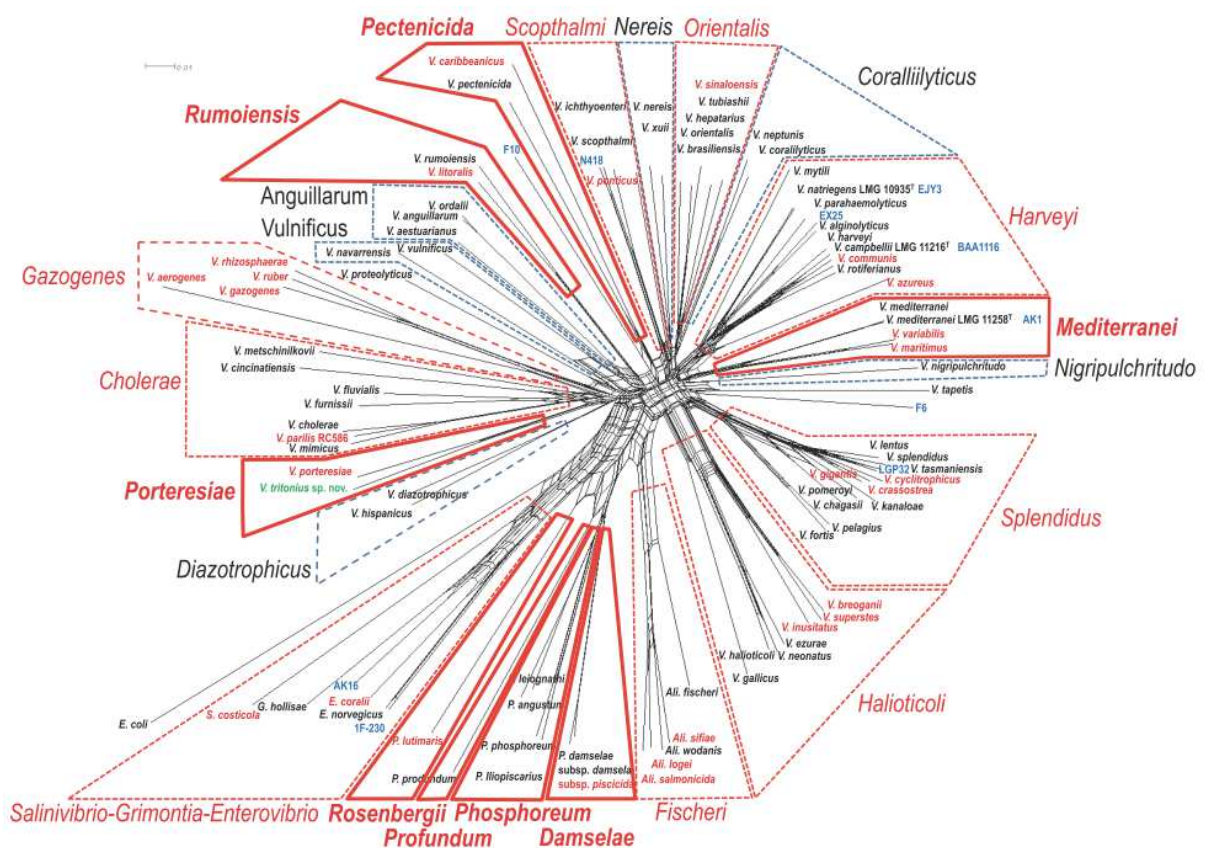 Pectenicida
Scopthalmi
Nereis
Orientalis
0.01
V. caribbeanicus
V. pectenicida
V. ichthyoenteri
V. scopthalmi
N418
V. ponticus
V. nereis
V. xuii
V. sinaloensis
V. tubiashii
V. hepatarius
V. orientalis
V. brasiliensis
Coralliilyticus
V. neptunis
V. coralilyticus
Rumoiensis
F10
V. rumoiensis
V. litoralis
Anguillarum
V. ordalii
V. anguillarum
V. aestuarianus
Vulnificus
V. navarrensis
V. vulnificus
V. proteolyticus
V. mytili
V. natriegens LMG 10935ᵀ EJY3
V. parahaemolyticus
EX25
V. alginolyticus
V. harveyi
V. campbellii LMG 11216ᵀ BAA1116
V. communis
V. rotiferianus
V. azureus
Harveyi
Gazogenes
V. rhizosphaerae
V. aerogenes
V. ruber
V. gazogenes
V. mediterranei
V. mediterranei LMG 11258ᵀ AK1
V. variabilis
V. maritimus
Mediterranei
V. nigripulchritudo
Nigripulchritudo
V. tapetis
F6
Cholerae
V. metschinilkovii
V. cincinatiensis
V. fluvialis
V. furnissii
V. cholerae
V. parilis RC586
V. mimicus
Porteresiae
V. porteresiae
V. tritonius sp. nov.
V. diazotrophicus
V. hispanicus
Diazotrophicus
V. lentus
V. splendidus
LGP32 V. tasmaniensis
V. gigantis
V. cyclitrophicus
V. pomeroyi
V. crassostrea
V. chagasii
V. kanaloae
V. pelagius
V. fortis
Splendidus
V. breoganii
V. superstes
V. inusitatus
V. ezurae
V. halioticoli
V. neonatus
V. gallicus
Halioticoli
E. coli
S. costicola
G. hollisae
AK16
E. coralii
E. norvegicus
1F-230
P. lutimaris
P. profundum
leiognathi
P. angustum
P. phosphoreum
P. lliopiscarius
P. damselae
subsp. damsela
subsp. piscicida
Ali. fischeri
Ali. sifiae
Ali. wodanis
Ali. logei
Ali. salmonicida
Salinivibrio-Grimontia-Enterovibrio
Rosenbergii
Profundum
Phosphoreum
Damselae
Fischeri